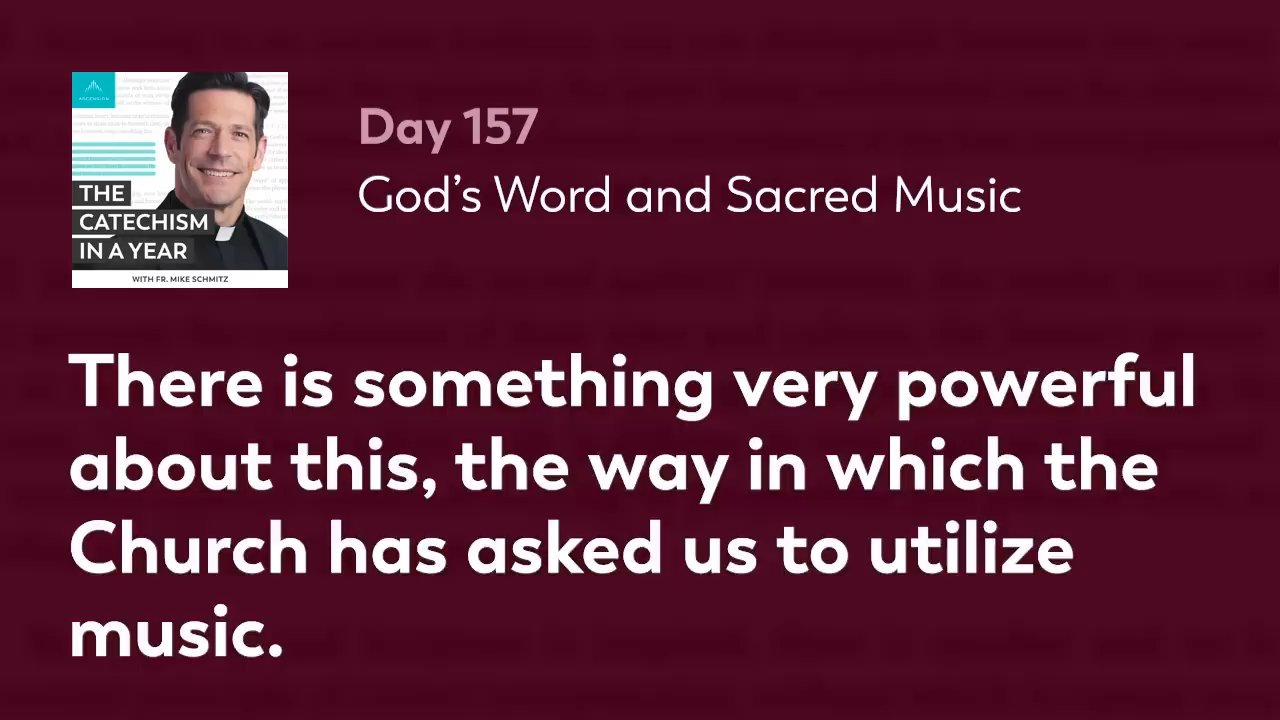 ASCENSION
THE
CATECHISM
IN A YEAR
WITH FR. MIKE SCHMITZ
Day 157
God’s Word and Sacred Music
There is something very powerful
about this, the way in which the
Church has asked us to utilize
music.